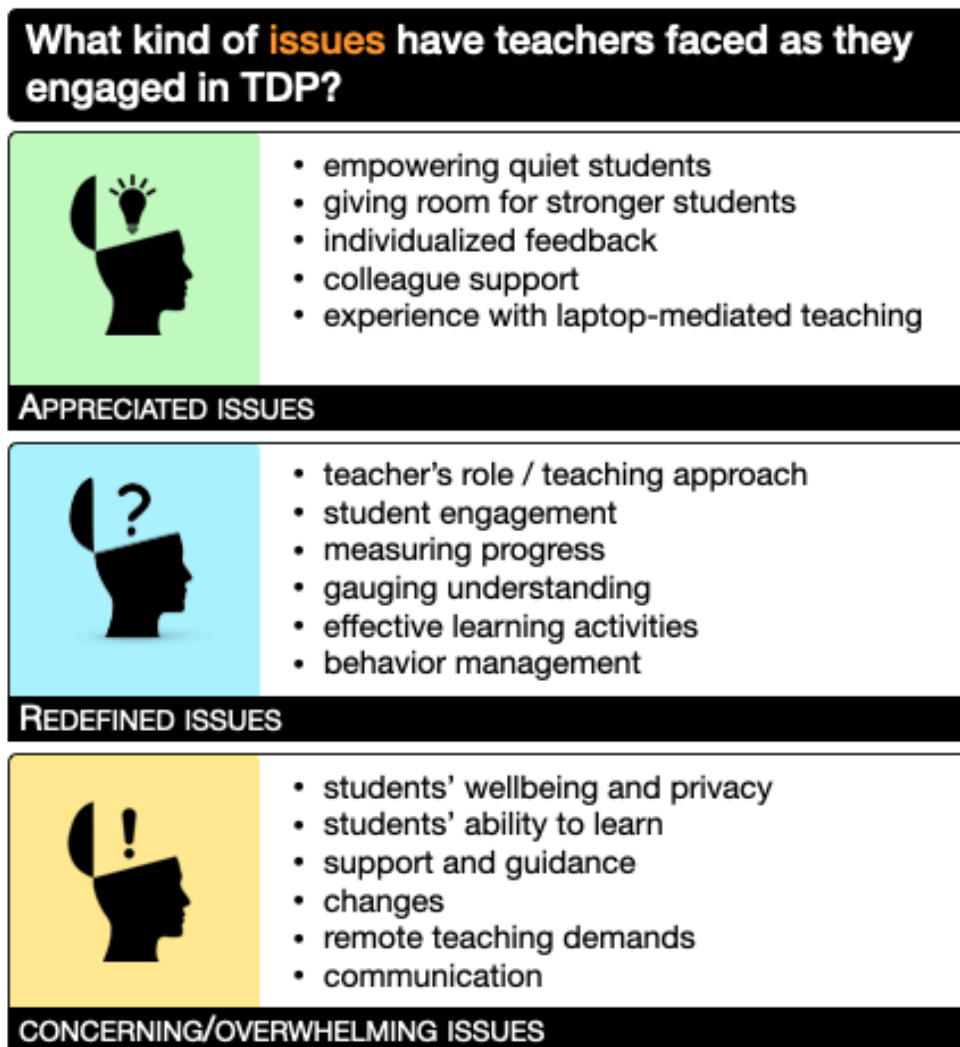 What kind of issues have teachers faced as they
engaged in TDP?
• empowering quiet students
• giving room for stronger students
• individualized feedback
• colleague support
• experience with laptop-mediated teaching
APPRECIATED ISSUES
?
• teacher's role / teaching approach
• student engagement
• measuring progress
• gauging understanding
• effective learning activities
• behavior management
REDEFINED ISSUES
!
• students' wellbeing and privacy
• students' ability to learn
• support and guidance
• changes
• remote teaching demands
• communication
CONCERNING/OVERWHELMING ISSUES